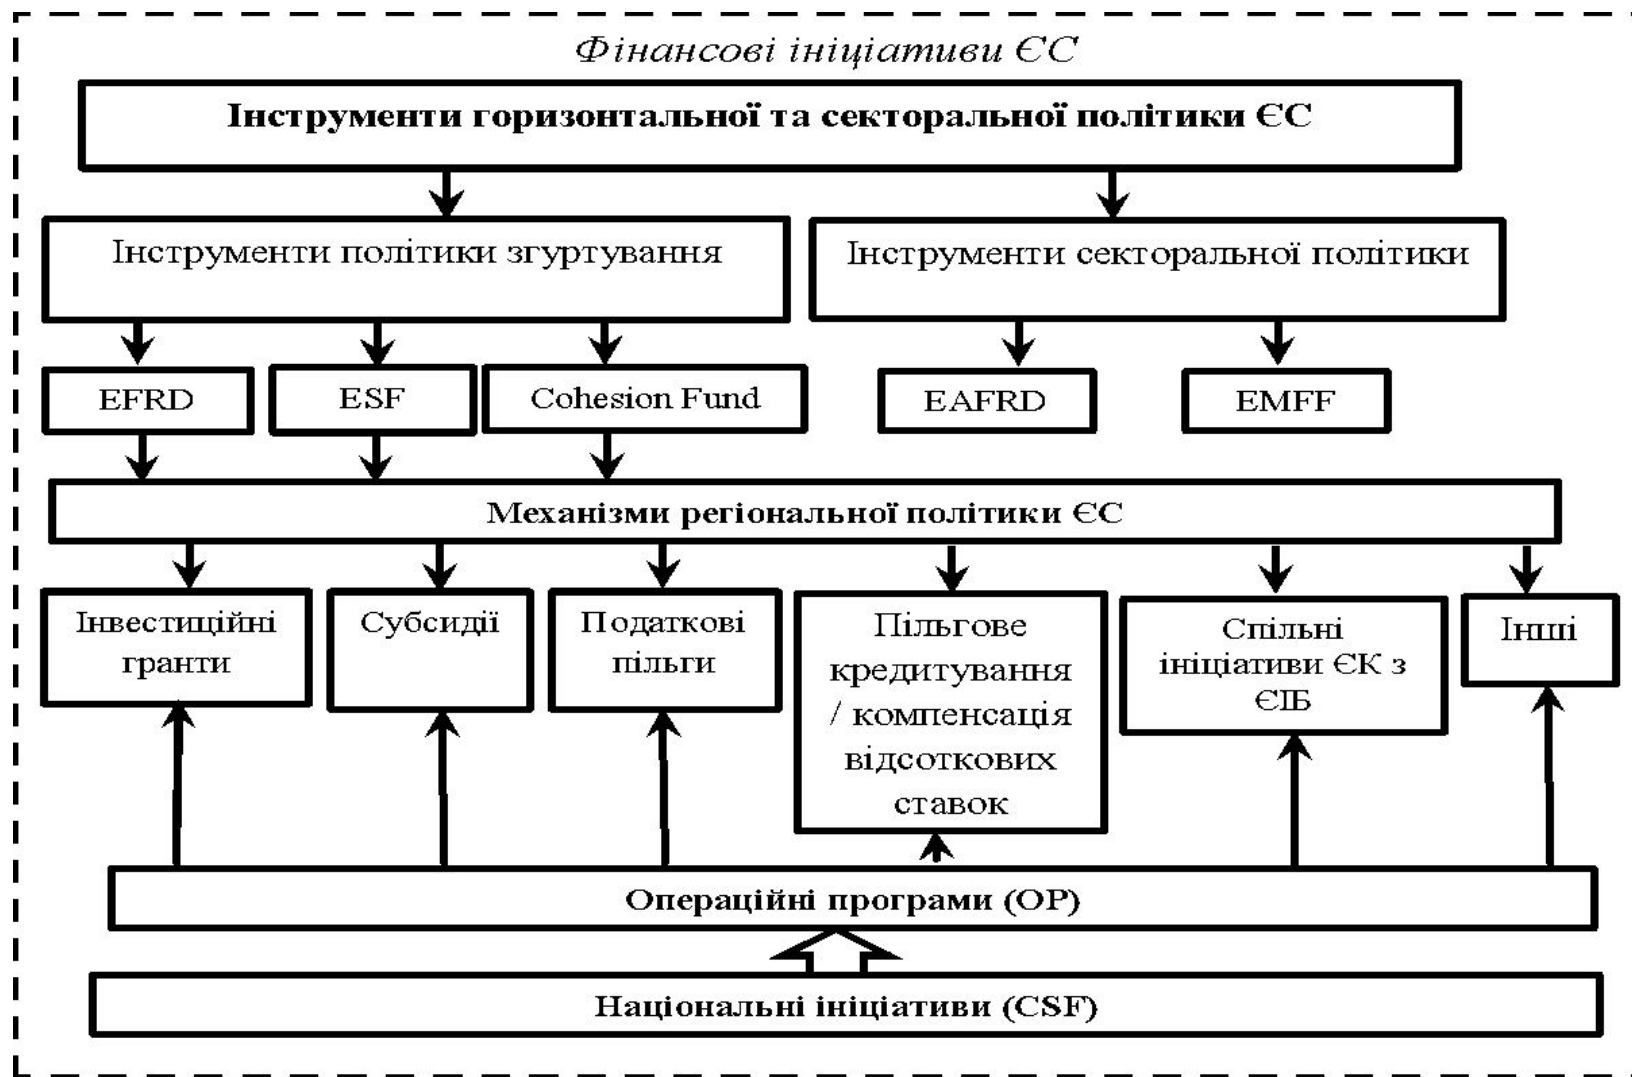 Фінансові ініціативи ЄС
Інструменти горизонтальної та секторальної політики ЄС
Інструменти політики згуртування
Інструменти секторальної політики
EFRD
ESF
Cohesion Fund
EAFRD
EMFF
Механізми регіональної політики ЄС
Інвестиційні
гранти
Субсидії
Податкові
пільги
Пільгове
кредитування
/ компенсація
відсоткових
ставок
Спільні
ініціативи ЄК з
ЄІБ
Інші
Операційні програми (OP)
Національні ініціативи (CSF)